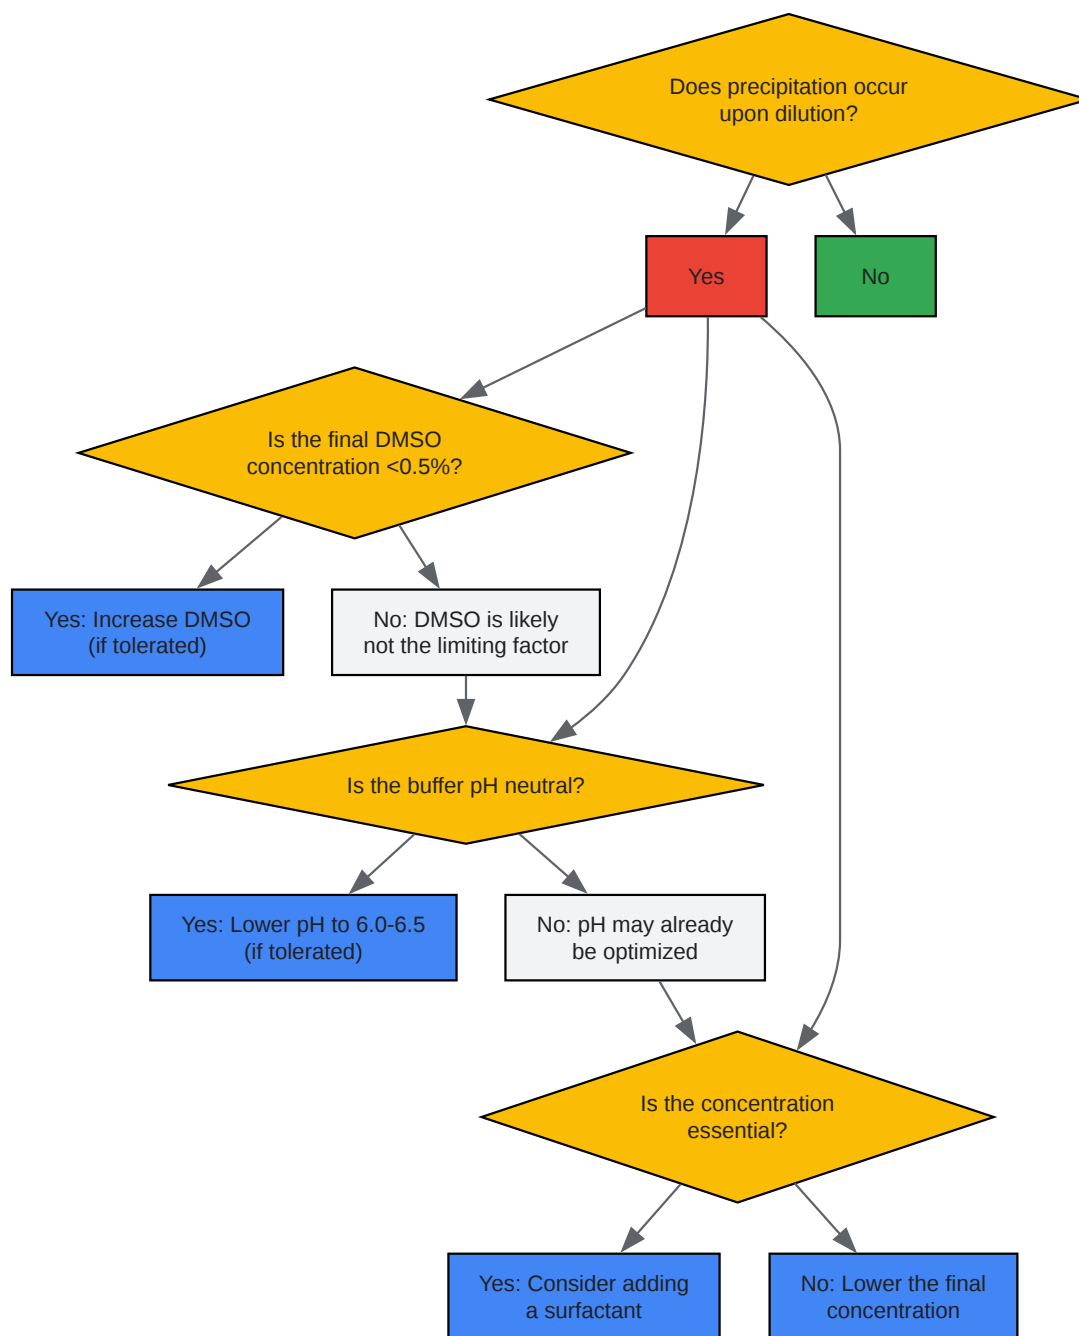 Does precipitation occur
upon dilution?
Yes
No
Is the final DMSO
concentration <0.5%?
Yes: Increase DMSO
(if tolerated)
No: DMSO is likely
not the limiting factor
Is the buffer pH neutral?
Yes: Lower pH to 6.0-6.5
(if tolerated)
No: pH may already
be optimized
Is the concentration
essential?
Yes: Consider adding
a surfactant
No: Lower the final
concentration